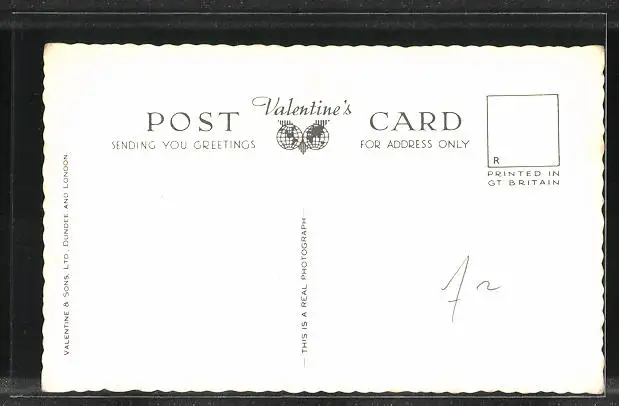 Valentine's
POST CARD
SENDING YOU GREETINGS
FOR ADDRESS ONLY
R
PRINTED IN
GT BRITAIN
VALENTINE & SONS, LTD., DUNDEE AND LONDON.
THIS IS A REAL PHOTOGRAPH